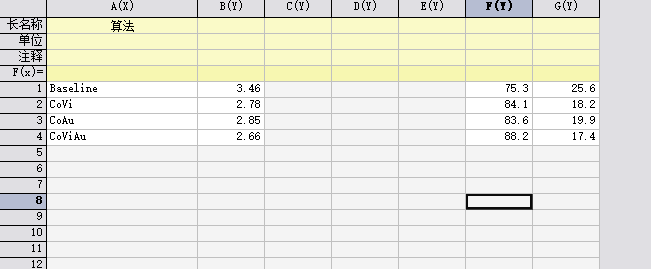 A(X) B(Y) C(Y) D(Y) E(Y) F(Y) G(Y)
长名称 算法
单位
注释
F(x)=
1 Baseline 3.46 75.3 25.6
2 CoVi 2.78 84.1 18.2
3 CoAu 2.85 83.6 19.9
4 CoViAu 2.66 88.2 17.4
5
6
7
8
9
10
11
12